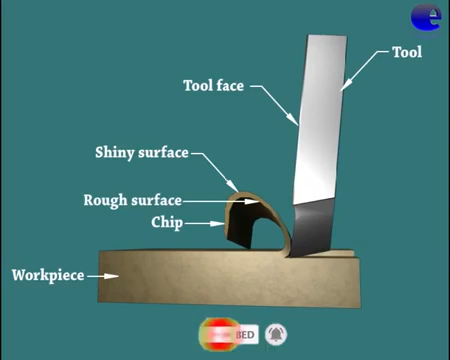 e
Tool
Tool face
Shiny surface
Rough surface
Chip
Workpiece
BED